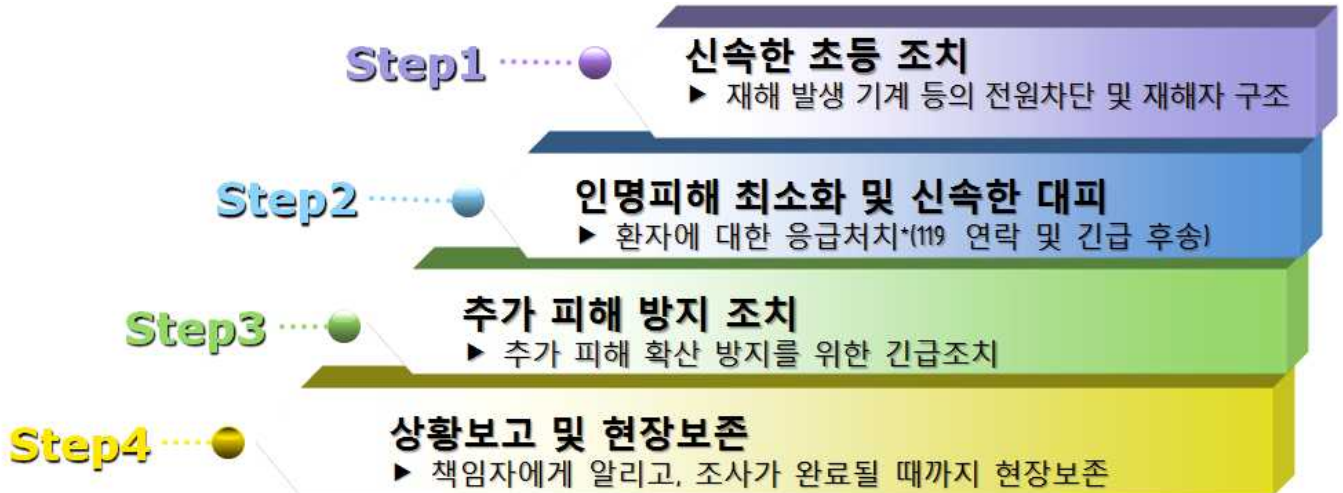 Step1
신속한 초등 조치
▶ 재해 발생 기계 등의 전원차단 및 재해자 구조
Step2
인명피해 최소화 및 신속한 대피
▶ 환자에 대한 응급처치*(119 연락 및 긴급 후송)
Step3
추가 피해 방지 조치
▶ 추가 피해 확산 방지를 위한 긴급조치
Step4
상황보고 및 현장보존
▶ 책임자에게 알리고, 조사가 완료될 때까지 현장보존